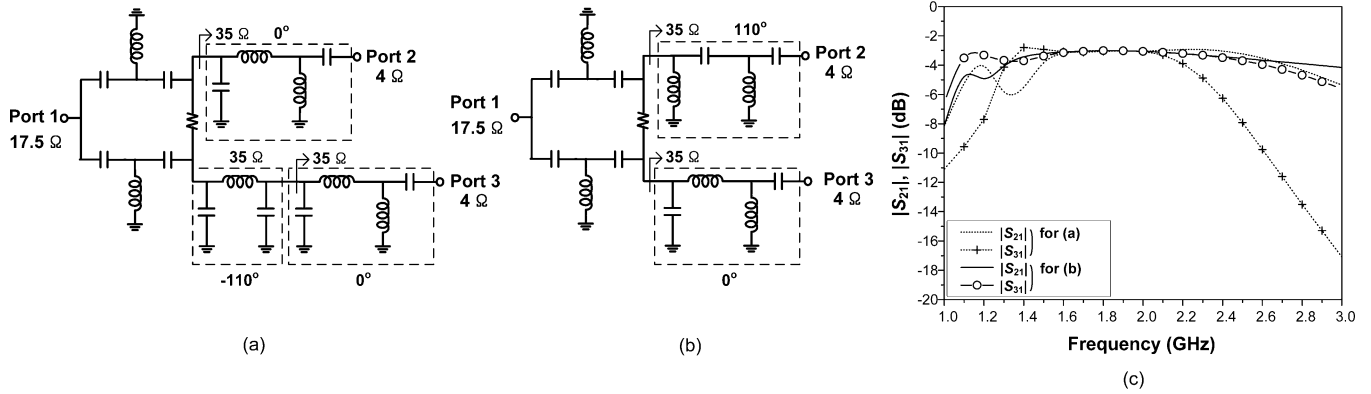 35 Ω
0°
Port 2
4 Ω
Port 1
17.5 Ω
35 Ω
35 Ω
Port 3
4 Ω
-110°
0°
(a)
35 Ω
110°
Port 2
4 Ω
Port 1
17.5 Ω
35 Ω
Port 3
4 Ω
0°
(b)
|S21|, |S31| (dB)
0
-2
-4
-6
-8
-10
-12
-14
-16
-18
-20
|S21|
|S31|
for (a)
|S21|
|S31|
for (b)
1.0 1.2 1.4 1.6 1.8 2.0 2.2 2.4 2.6 2.8 3.0
Frequency (GHz)
(c)